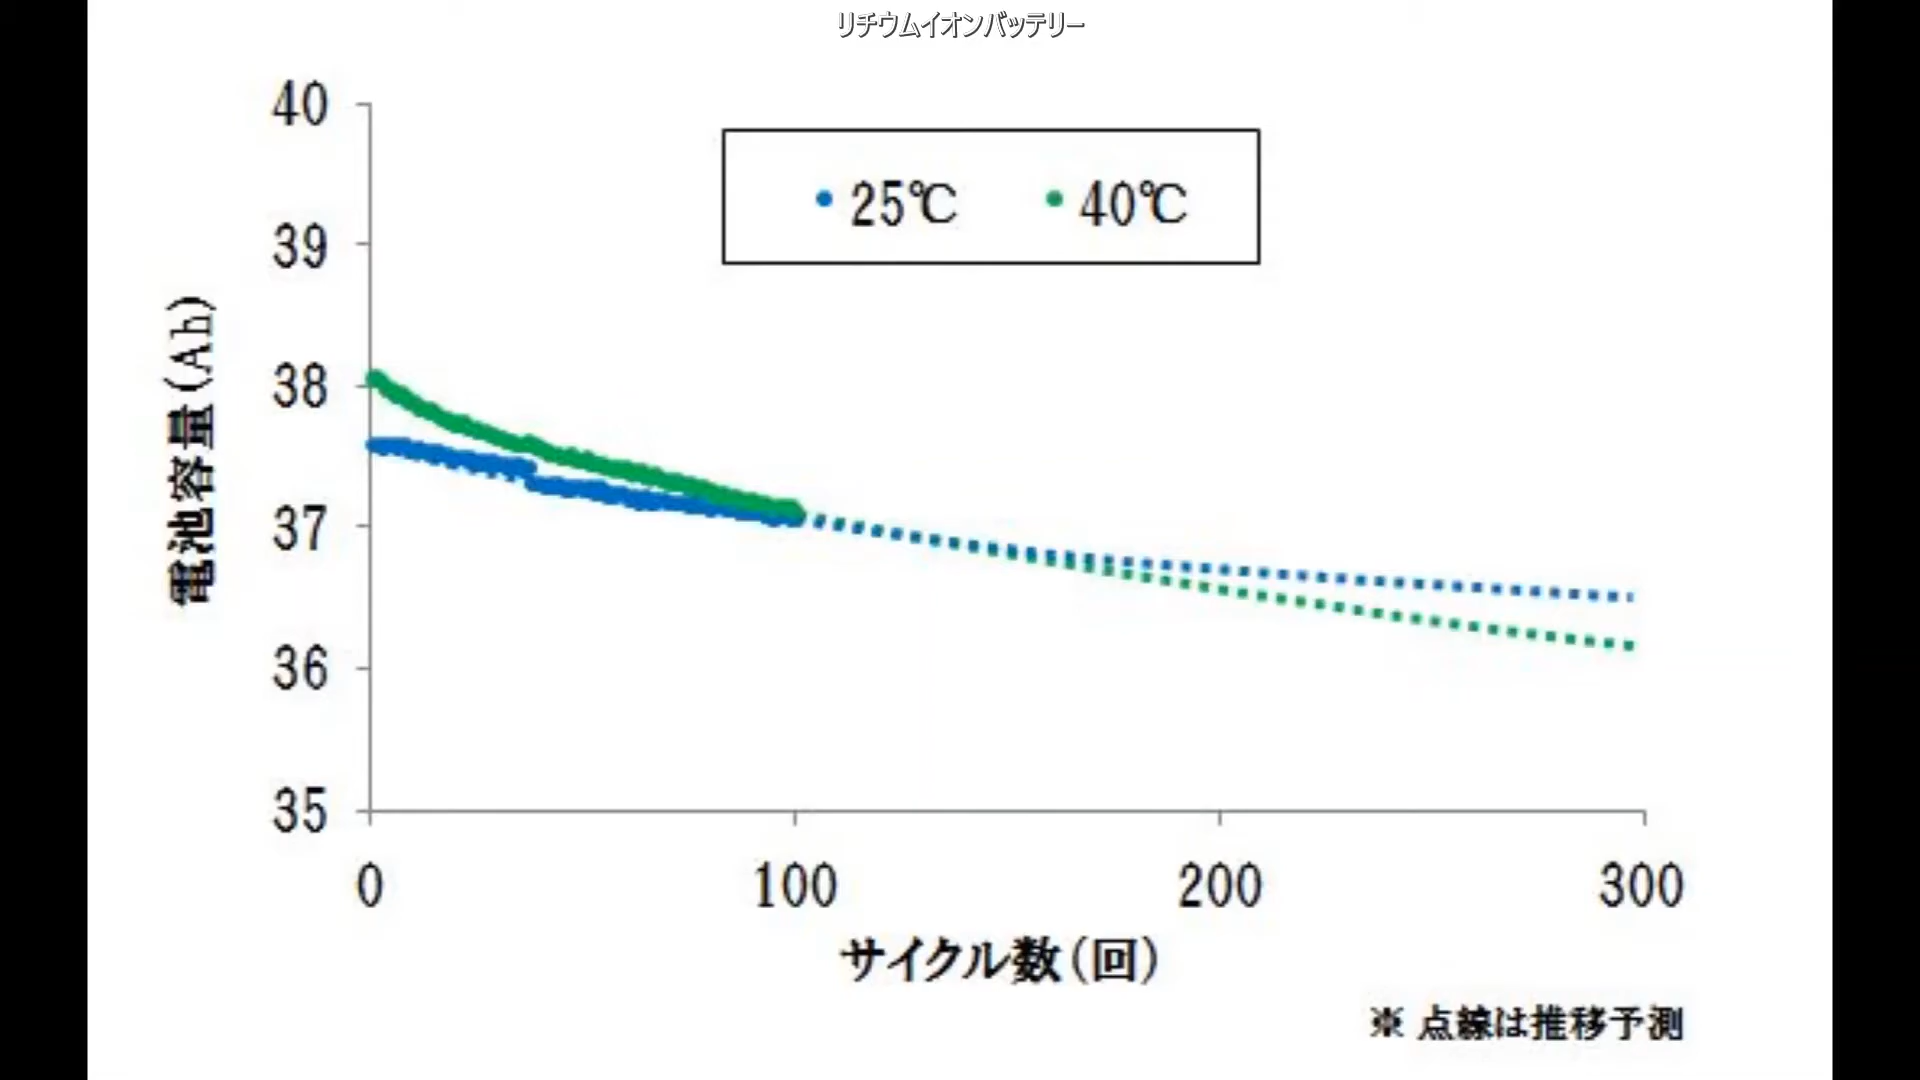 リチウムイオンバッテリー
40
25℃ 40℃
39
38
37
36
35
電池容量(Ah)
0 100 200 300
サイクル数(回)
※ 点線は推移予測